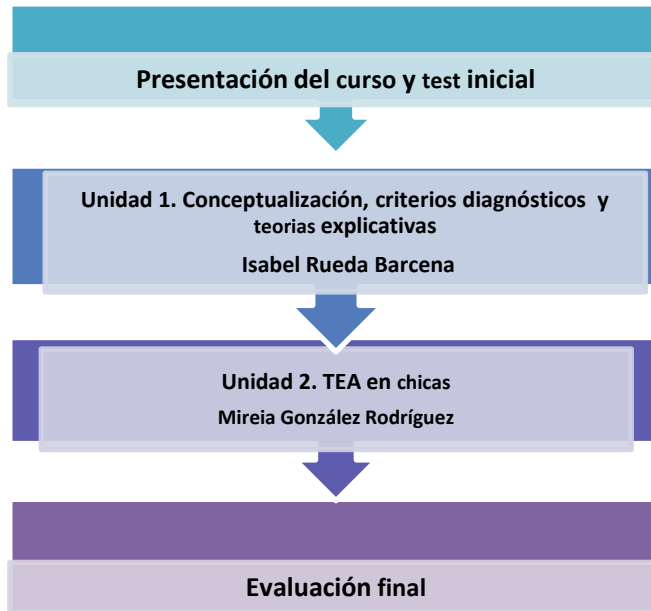 Presentación del curso y test inicial
Unidad 1. Conceptualización, criterios diagnósticos y
teorias explicativas
Isabel Rueda Barcena
Unidad 2. TEA en chicas
Mireia González Rodríguez
Evaluación final